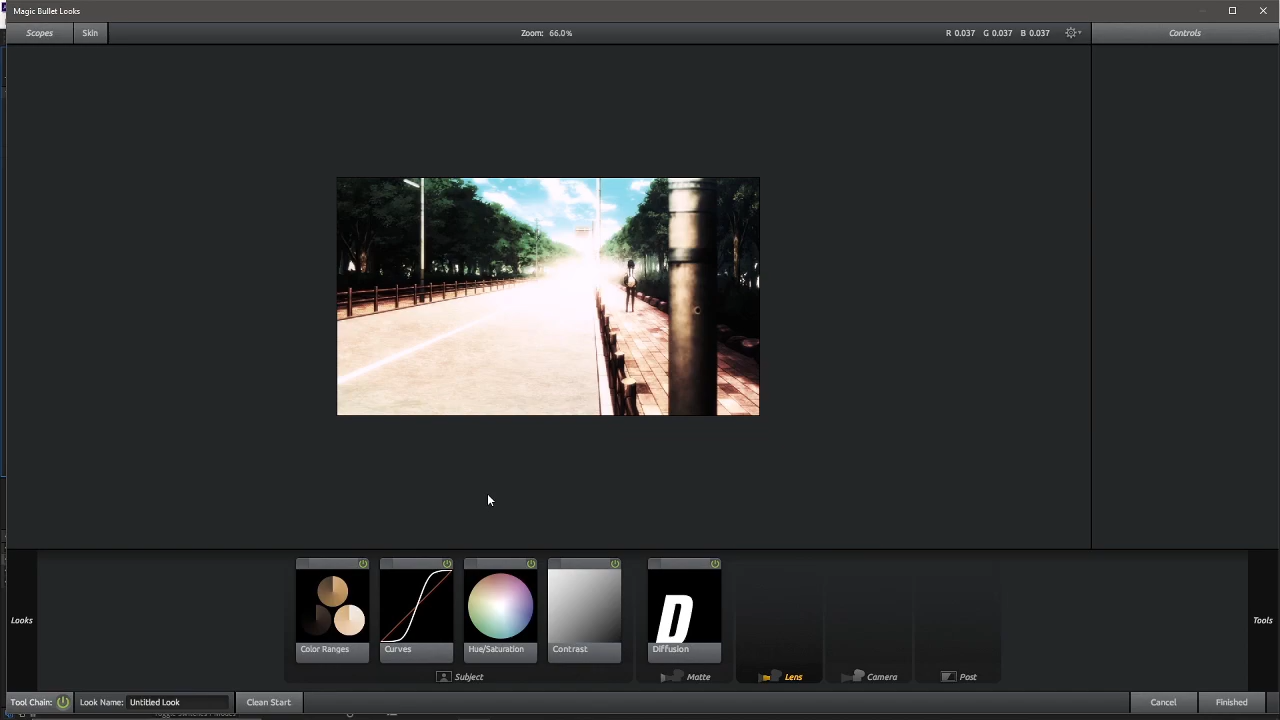 Magic Bullet Looks
Scopes Skin Zoom: 66.0% R 0.037 G 0.037 B 0.037 Controls
D
Color Ranges Curves Hue/Saturation Contrast Diffusion
Looks Tools
Subject Matte Lens Camera Post
Tool Chain: Look Name: Untitled Look Clean Start Cancel Finished